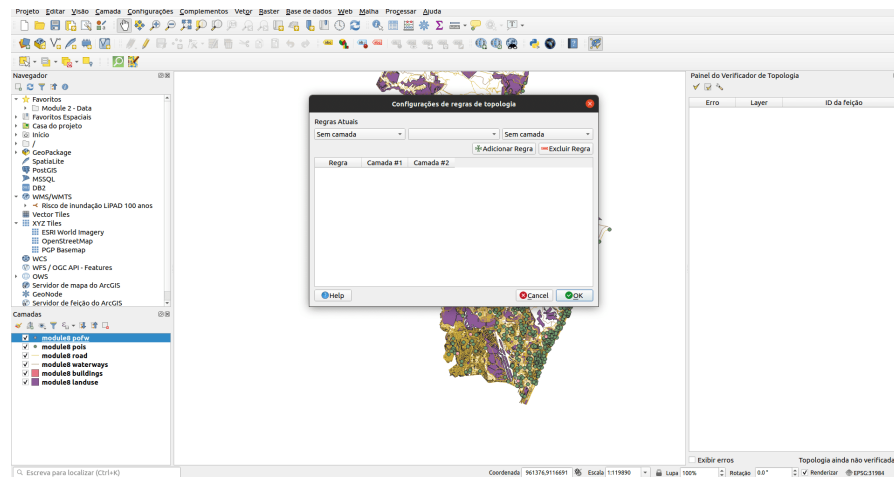 Projeto Editar Visão Camada Configurações Complementos Vetor Raster Base de dados Web Malha Processar Ajuda
Navegador
Favoritos
Module 2 - Data
Favoritos Espaciais
Casa do projeto
Início
/
GeoPackage
SpatiaLite
PostGIS
MSSQL
DB2
WMS/WMTS
Risco de inundação LiPAD 100 anos
Vector Tiles
XYZ Tiles
ESRI World Imagery
OpenStreetMap
PGP Basemap
WCS
WFS / OGC API - Features
OWS
Servidor de mapa do ArcGIS
GeoNode
Servidor de feição do ArcGIS
Camadas
module8 pofw
module8 pois
module8 road
module8 waterways
module8 buildings
module8 landuse
Configurações de regras de topologia
Regras Atuais
Sem camada Sem camada
Adicionar Regra Excluir Regra
Regra Camada #1 Camada #2
Help Cancel OK
Painel do Verificador de Topologia
Erro Layer ID da feição
Exibir erros Topologia ainda não verificada
Escreva para localizar (Ctrl+K) Coordenada 961376,9116691 Escala 1:119890 Lupa 100% Rotação 0.0° Renderizar EPSG:31984